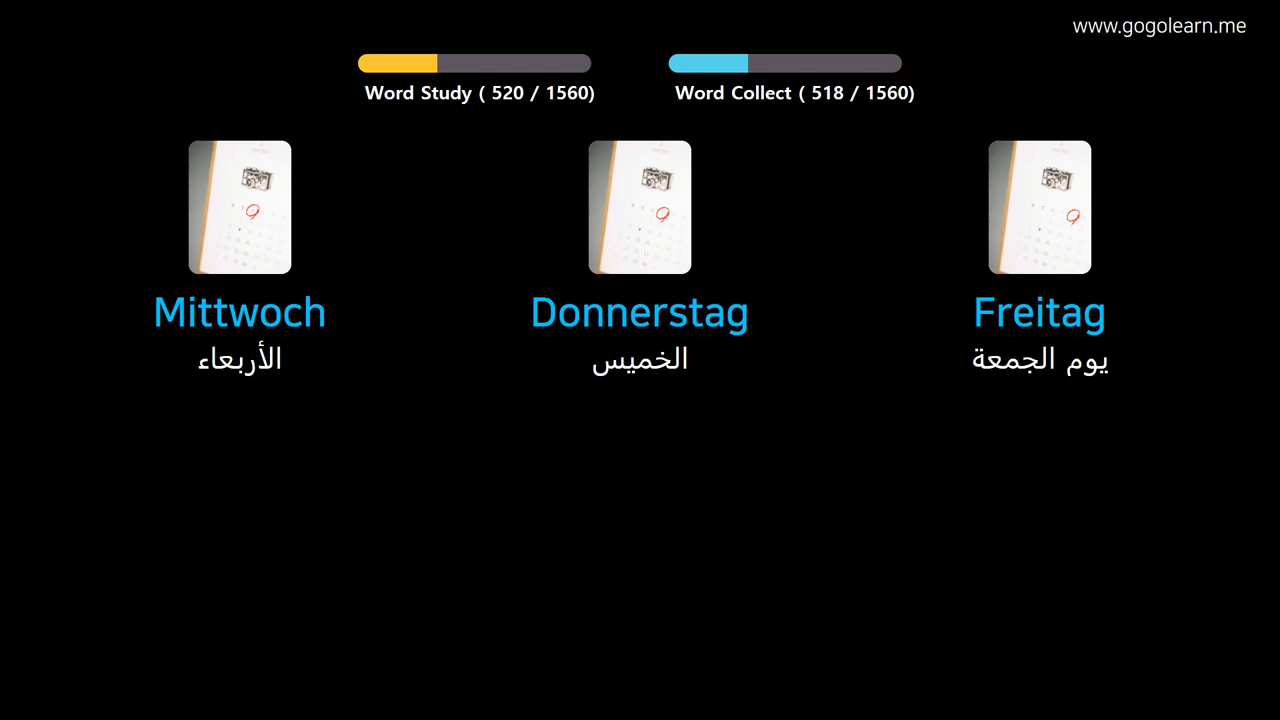 www.gogolearn.me
Word Study ( 520 / 1560)
Word Collect ( 518 / 1560)
Mittwoch
الأربعاء
Donnerstag
الخميس
Freitag
يوم الجمعة